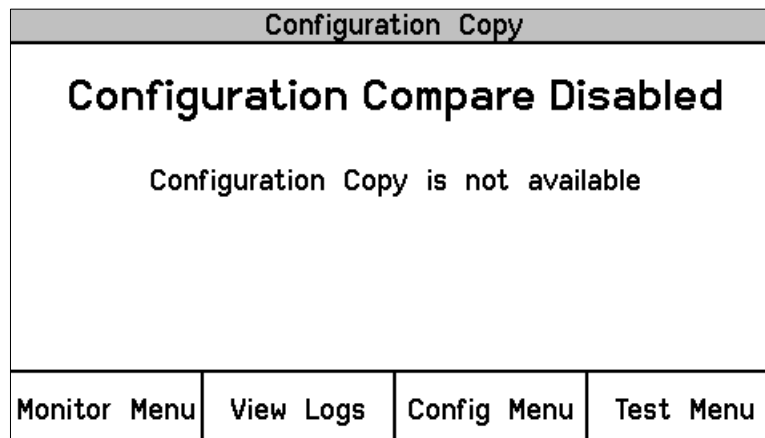 Configuration Copy
Configuration Compare Disabled
Configuration Copy is not available
Monitor Menu View Logs Config Menu Test Menu